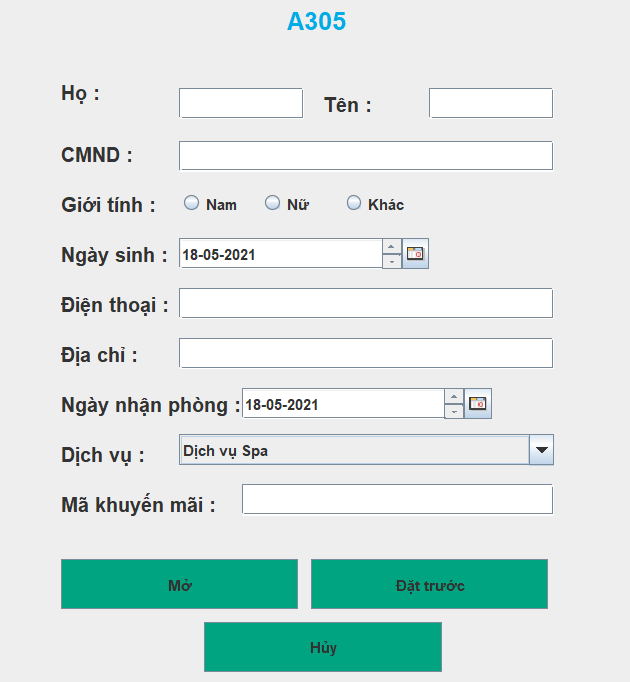 A305
Họ : Tên :
CMND :
Giới tính : Nam Nữ Khác
Ngày sinh : 18-05-2021
Điện thoại :
Địa chỉ :
Ngày nhận phòng : 18-05-2021
Dịch vụ : Dịch vụ Spa
Mã khuyến mãi :
Mở Đặt trước
Hủy